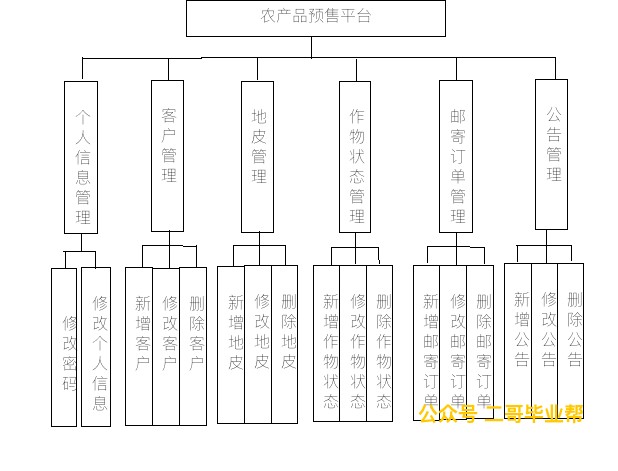 农产品预售平台
个人信息管理
客户管理
地皮管理
作物状态管理
邮寄订单管理
公告管理
修改密码
修改个人信息
新增客户
修改客户
删除客户
新增地皮
修改地皮
删除地皮
新增作物状态
修改作物状态
删除作物状态
新增邮寄订单
修改邮寄订单
删除邮寄订单
新增公告
修改公告
删除公告
公众号 二哥毕业帮